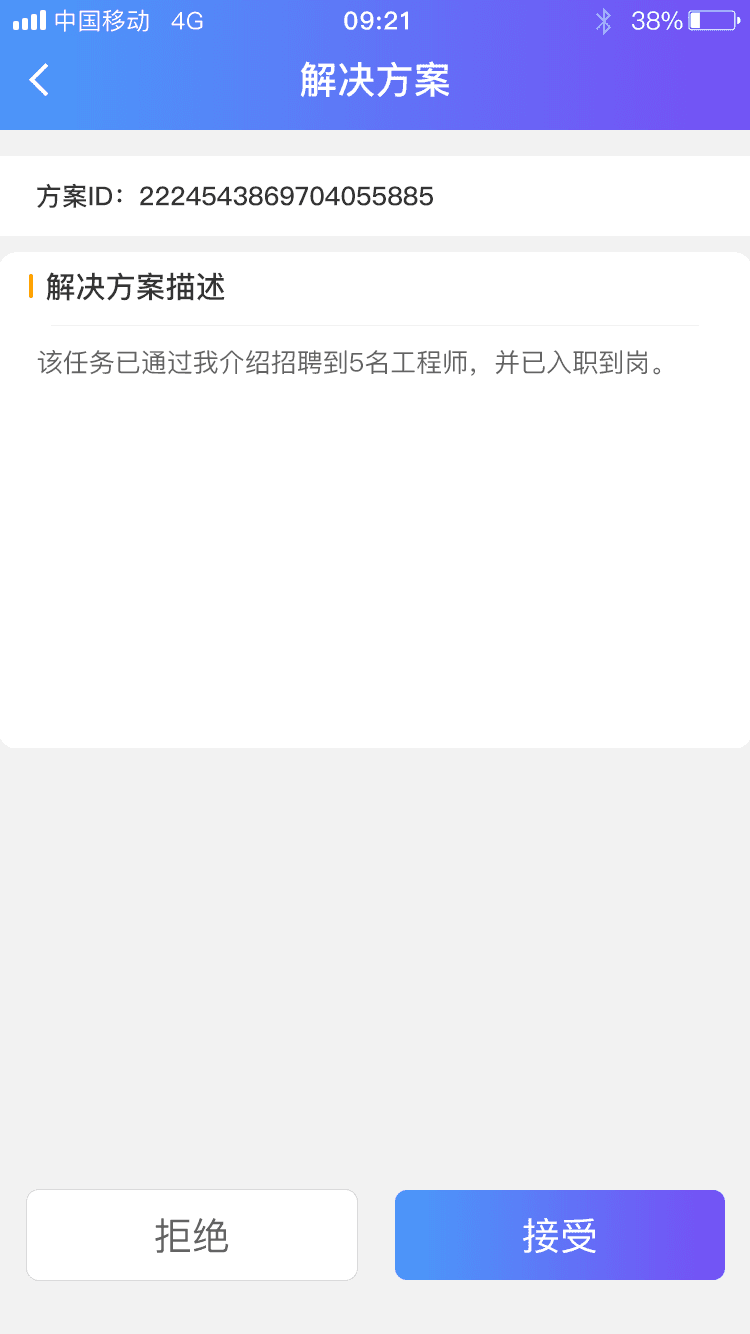 中国移动 4G 09:21 38%
解决方案
方案ID：2224543869704055885
解决方案描述
该任务已通过我介绍招聘到5名工程师，并已入职到岗。
拒绝 接受